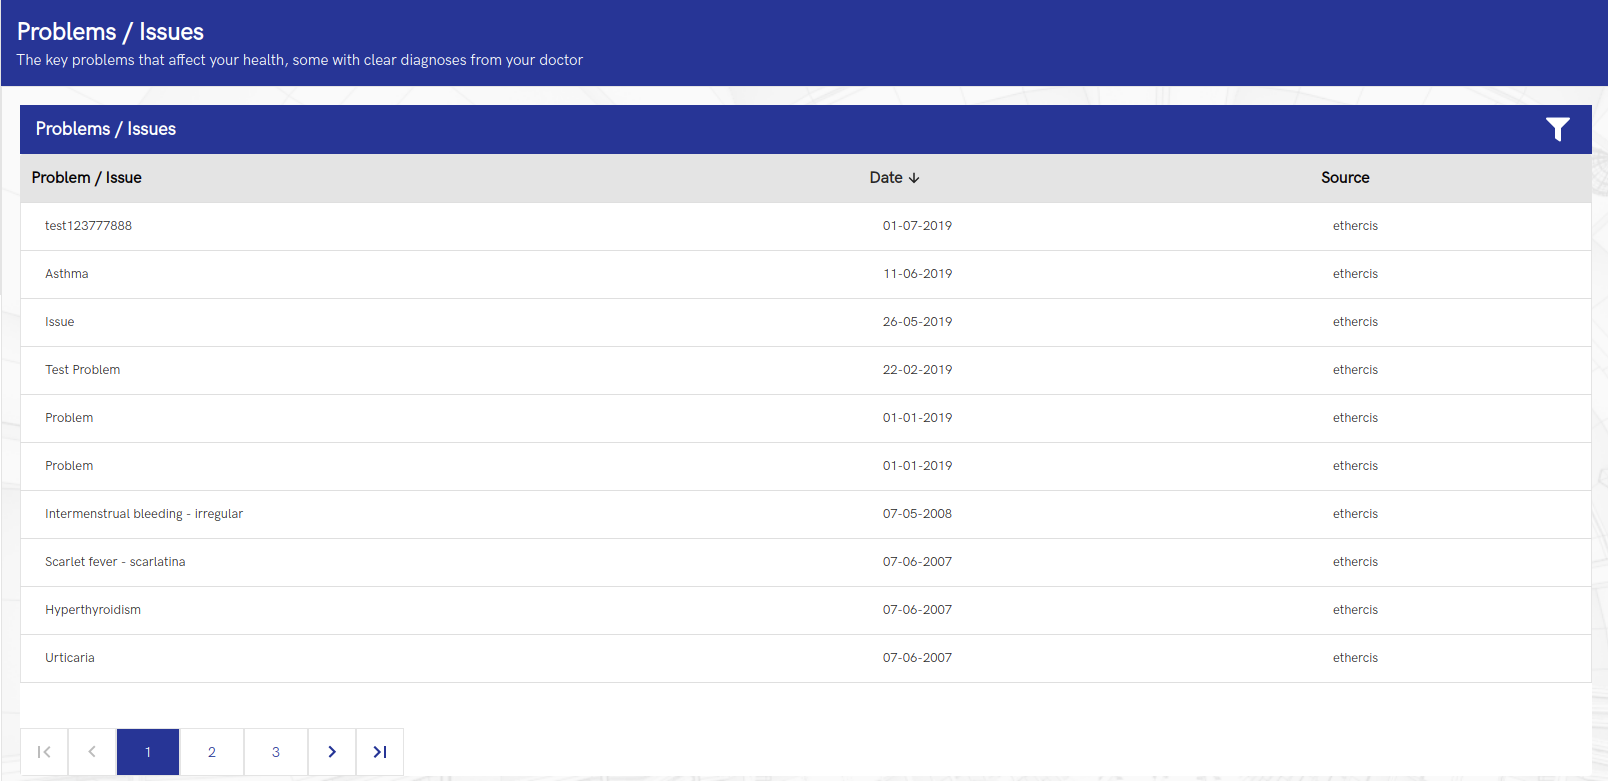 Problems / Issues
The key problems that affect your health, some with clear diagnoses from your doctor
Problems / Issues
Problem / Issue Date Source
test123777888 01-07-2019 ethercis
Asthma 11-06-2019 ethercis
Issue 26-05-2019 ethercis
Test Problem 22-02-2019 ethercis
Problem 01-01-2019 ethercis
Problem 01-01-2019 ethercis
Intermenstrual bleeding - irregular 07-05-2008 ethercis
Scarlet fever - scarlatina 07-06-2007 ethercis
Hyperthyroidism 07-06-2007 ethercis
Urticaria 07-06-2007 ethercis
1 2 3